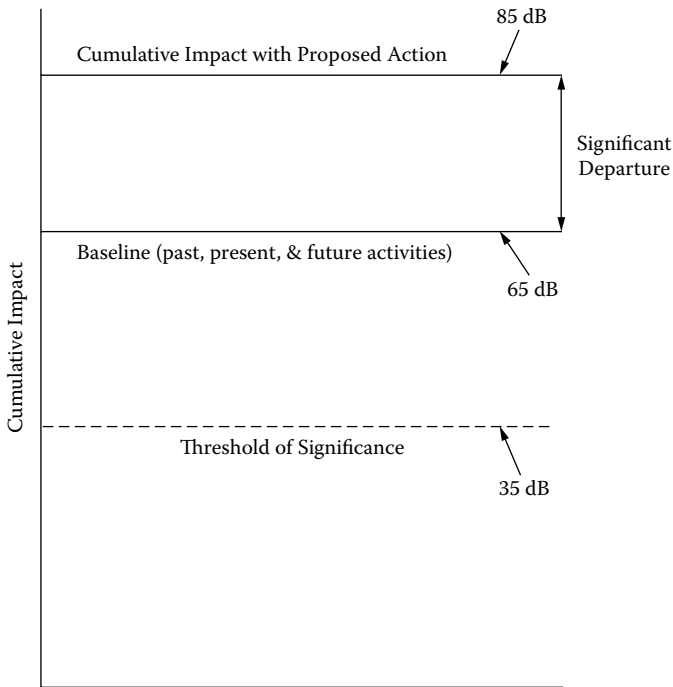 85 dB
Cumulative Impact with Proposed Action
Significant
Departure
Baseline (past, present, & future activities)
65 dB
Cumulative Impact
Threshold of Significance
35 dB